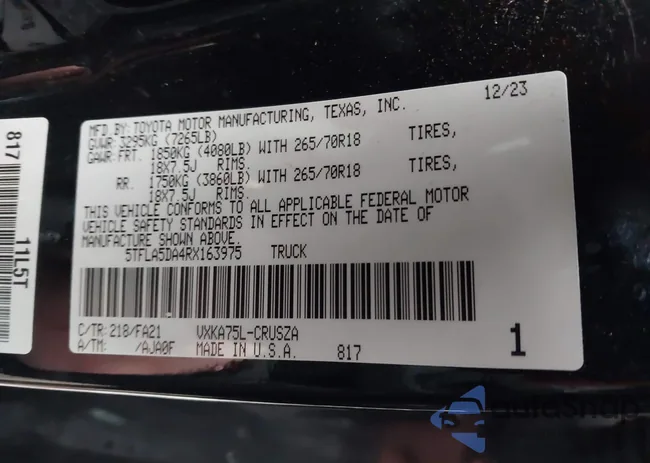 MFD.BY:TOYOTA MOTOR MANUFACTURING, TEXAS, INC. 12/23
GVWR:3295KG (7265LB)
GAWR:FRT. 1850KG (4080LB) WITH 265/70R18 TIRES,
18X7.5J RIMS.
RR. 1750KG (3860LB) WITH 265/70R18 TIRES,
18X7.5J RIMS.
THIS VEHICLE CONFORMS TO ALL APPLICABLE FEDERAL MOTOR
VEHICLE SAFETY STANDARDS IN EFFECT ON THE DATE OF
MANUFACTURE SHOWN ABOVE.
5TFLA5DA4RX163975 TRUCK
C/TR:218/FA21 VXKA75L-CRUSZA
A/TM: /AJA0F MADE IN U.S.A. 817 1
817
11L5T
autosnap